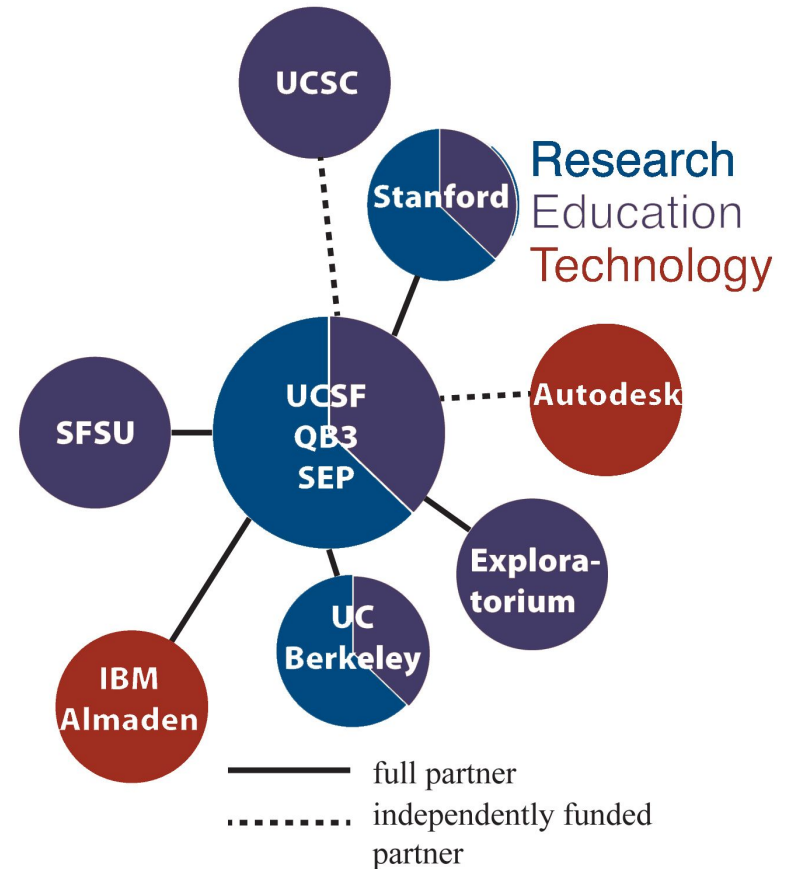 UCSC
Stanford
Research
Education
Technology
UCSF
QB3
SEP
Autodesk
SFSU
Explora-
torium
UC
Berkeley
IBM
Almaden
full partner
independently funded
partner